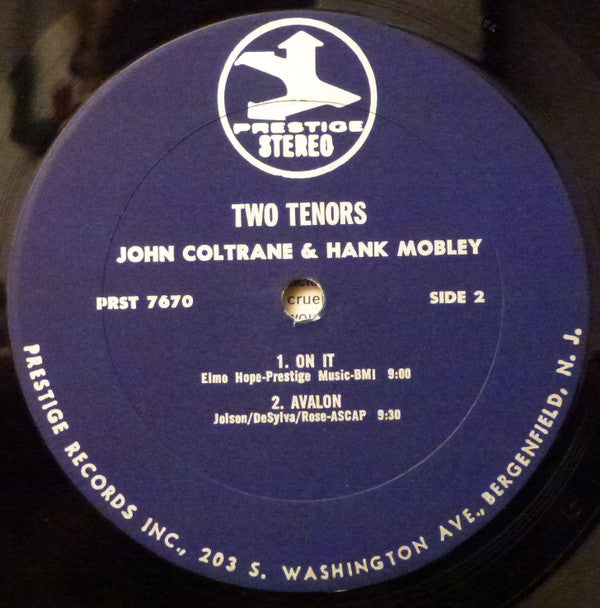 PRESTIGE
STEREO
TWO TENORS
JOHN COLTRANE & HANK MOBLEY
PRST 7670
SIDE 2
cruel
1. ON IT
Elmo Hope-Prestige Music-BMI 9:00
2. AVALON
Jolson/DeSylva/Rose-ASCAP 9:30
PRESTIGE RECORDS INC., 203 S. WASHINGTON AVE., BERGENFIELD, N. J.